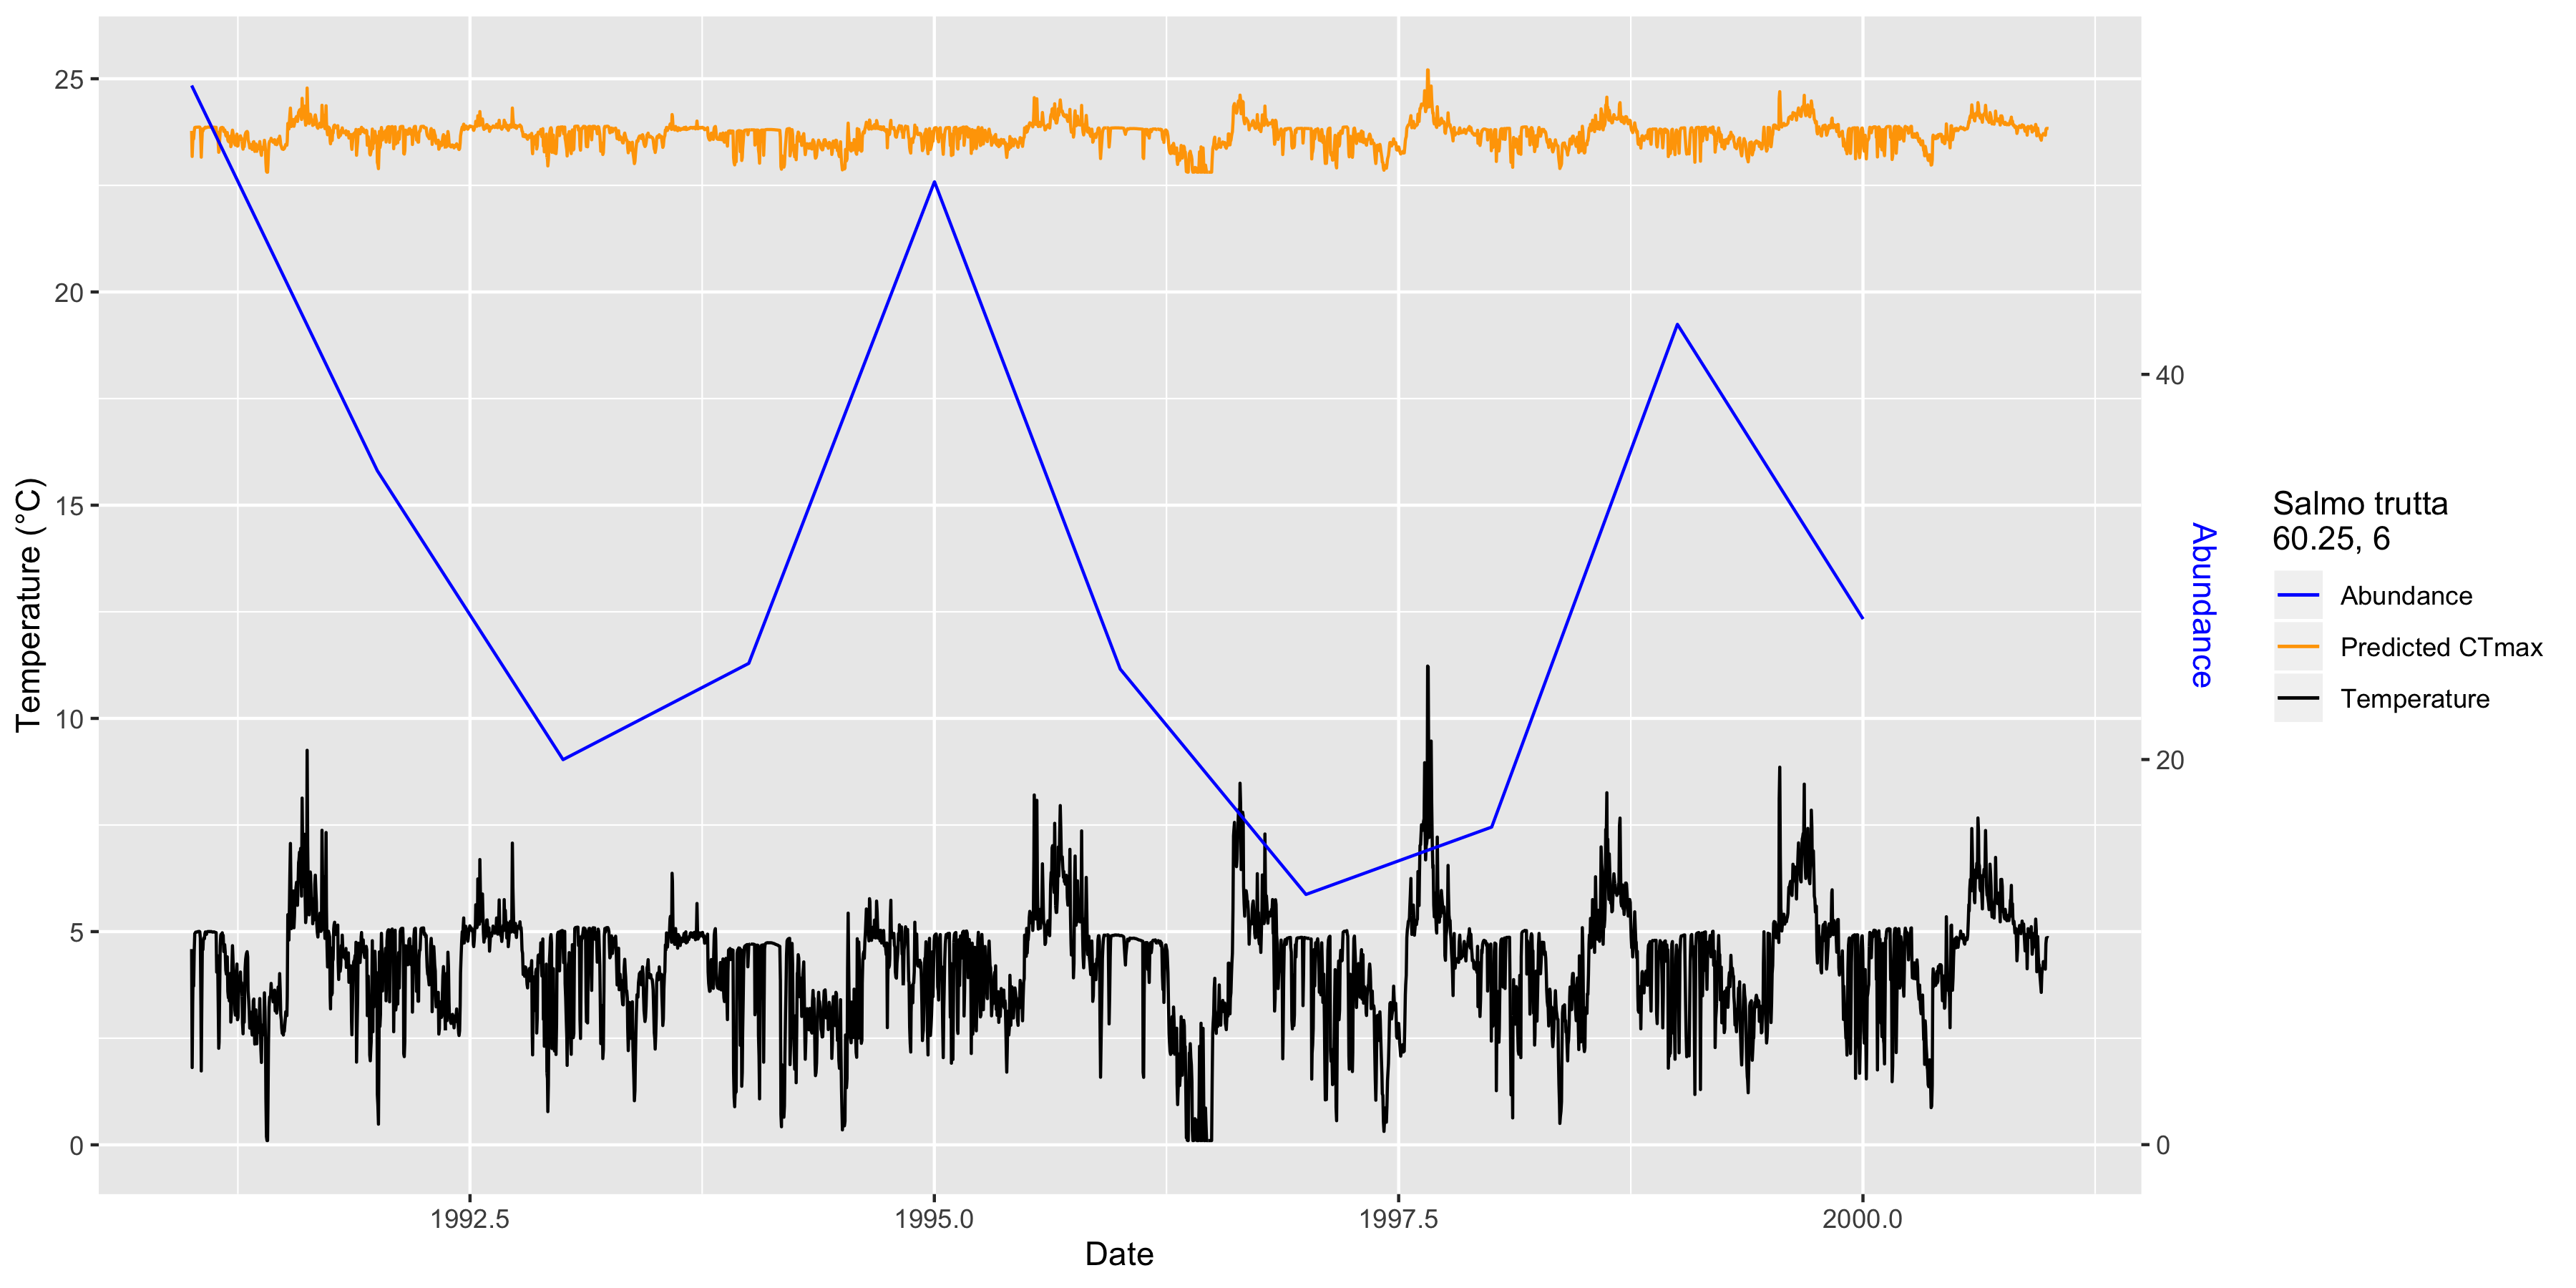 25
20
15
10
5
0
Temperature (°C)
40
20
0
Abundance
1992.5
1995.0
1997.5
2000.0
Date
Salmo trutta
60.25, 6
Abundance
Predicted CTmax
Temperature